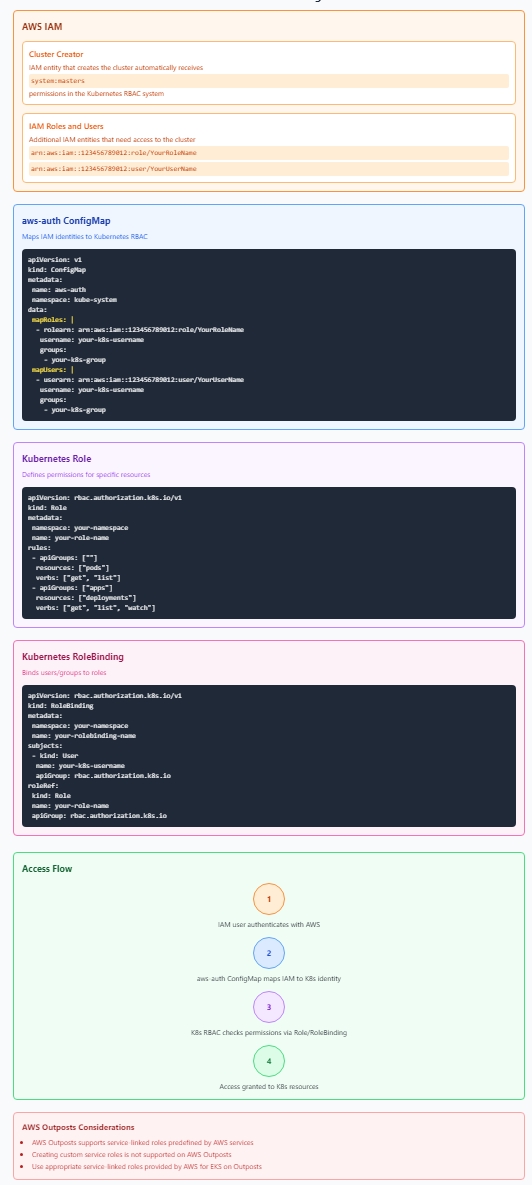 AWS IAM
Cluster Creator
IAM entity that creates the cluster automatically receives
system:masters
permissions in the Kubernetes RBAC system
IAM Roles and Users
Additional IAM entities that need access to the cluster
arn:aws:iam::123456789012:role/YourRoleName
arn:aws:iam::123456789012:user/YourUserName
aws-auth ConfigMap
Maps IAM identities to Kubernetes RBAC
apiVersion: v1
kind: ConfigMap
metadata:
  name: aws-auth
  namespace: kube-system
data:
  mapRoles: |
    - rolearn: arn:aws:iam::123456789012:role/YourRoleName
      username: your-k8s-username
      groups:
        - your-k8s-group
  mapUsers: |
    - userarn: arn:aws:iam::123456789012:user/YourUserName
      username: your-k8s-username
      groups:
        - your-k8s-group
Kubernetes Role
Defines permissions for specific resources
apiVersion: rbac.authorization.k8s.io/v1
kind: Role
metadata:
  namespace: your-namespace
  name: your-role-name
rules:
  - apiGroups: [""]
    resources: ["pods"]
    verbs: ["get", "list"]
  - apiGroups: ["apps"]
    resources: ["deployments"]
    verbs: ["get", "list", "watch"]
Kubernetes RoleBinding
Binds users/groups to roles
apiVersion: rbac.authorization.k8s.io/v1
kind: RoleBinding
metadata:
  namespace: your-namespace
  name: your-rolebinding-name
subjects:
  - kind: User
    name: your-k8s-username
    apiGroup: rbac.authorization.k8s.io
roleRef:
  kind: Role
  name: your-role-name
  apiGroup: rbac.authorization.k8s.io
Access Flow
1
IAM user authenticates with AWS
2
aws-auth ConfigMap maps IAM to K8s identity
3
K8s RBAC checks permissions via Role/RoleBinding
4
Access granted to K8s resources
AWS Outposts Considerations
• AWS Outposts supports service-linked roles predefined by AWS services
• Creating custom service roles is not supported on AWS Outposts
• Use appropriate service-linked roles provided by AWS for EKS on Outposts